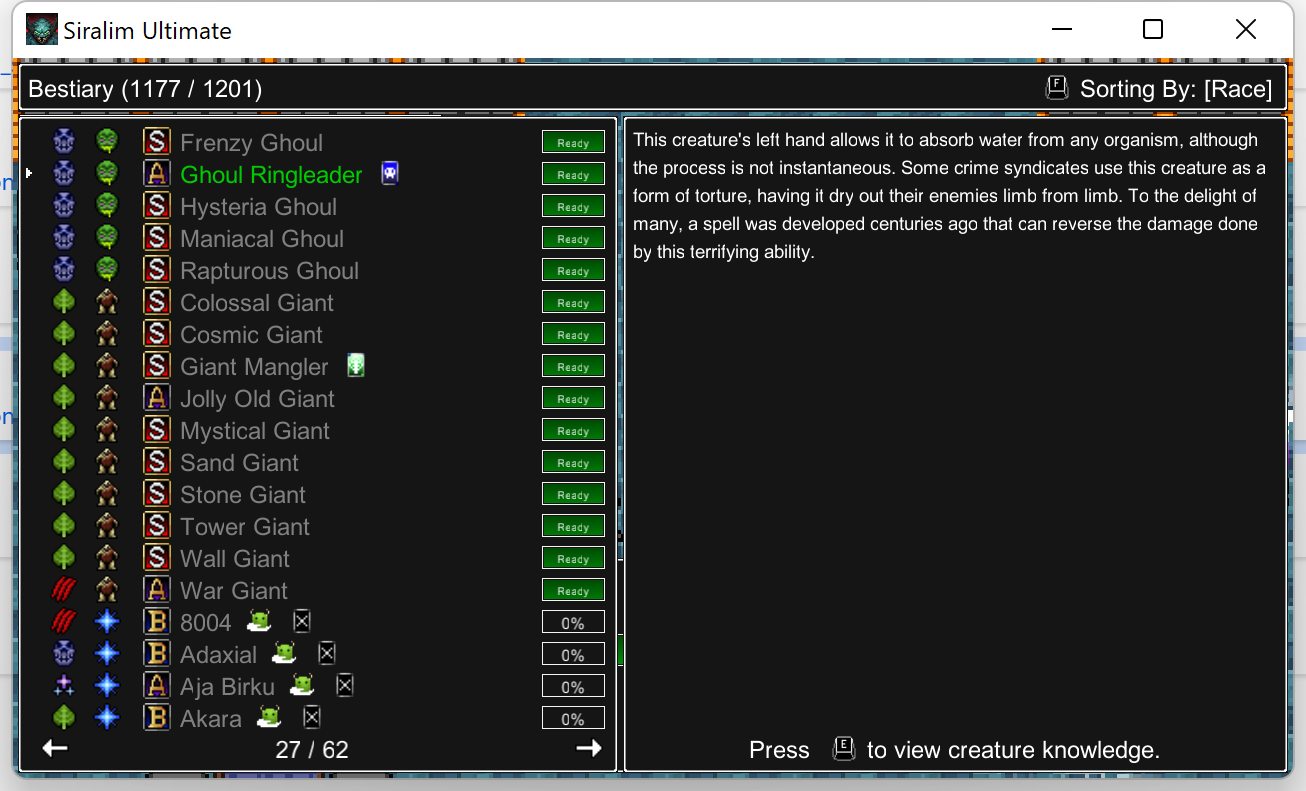 Siralim Ultimate
Bestiary (1177 / 1201)
F Sorting By: [Race]
S Frenzy Ghoul Ready
A Ghoul Ringleader Ready
S Hysteria Ghoul Ready
S Maniacal Ghoul Ready
S Rapturous Ghoul Ready
S Colossal Giant Ready
S Cosmic Giant Ready
S Giant Mangler Ready
A Jolly Old Giant Ready
S Mystical Giant Ready
S Sand Giant Ready
S Stone Giant Ready
S Tower Giant Ready
S Wall Giant Ready
A War Giant Ready
B 8004 0%
B Adaxial 0%
A Aja Birku 0%
B Akara 0%
27 / 62
This creature's left hand allows it to absorb water from any organism, although
the process is not instantaneous. Some crime syndicates use this creature as a
form of torture, having it dry out their enemies limb from limb. To the delight of
many, a spell was developed centuries ago that can reverse the damage done
by this terrifying ability.
Press E to view creature knowledge.